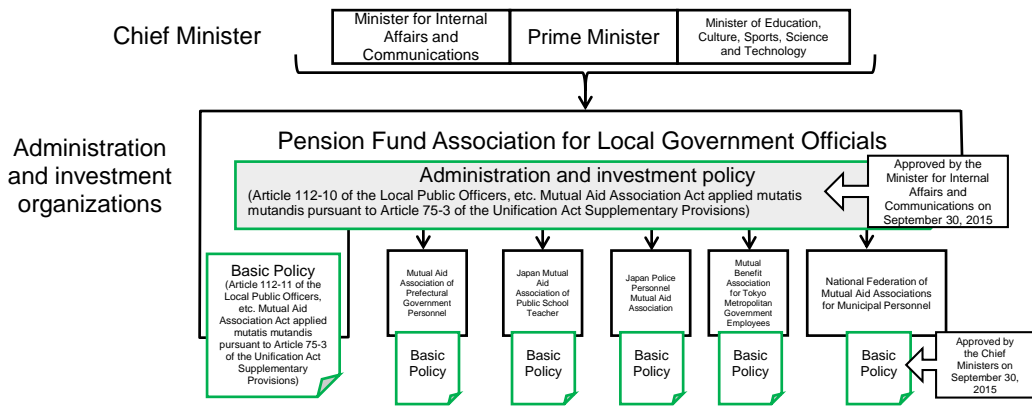 Chief Minister
Minister for Internal
Affairs and
Communications
Prime Minister
Minister of Education,
Culture, Sports, Science
and Technology
Administration
and investment
organizations
Pension Fund Association for Local Government Officials
Administration and investment policy
(Article 112-10 of the Local Public Officers, etc. Mutual Aid Association Act applied mutatis
mutandis pursuant to Article 75-3 of the Unification Act Supplementary Provisions)
Approved by the
Minister for Internal
Affairs and
Communications on
September 30, 2015
Basic Policy
(Article 112-11 of the
Local Public Officers,
etc. Mutual Aid
Association Act applied
mutatis mutandis
pursuant to Article 75-3
of the Unification Act
Supplementary
Provisions)
Mutual Aid
Association of
Prefectural
Government
Personnel
Japan Mutual
Aid
Association of
Public School
Teacher
Japan Police
Personnel
Mutual Aid
Association
Mutual
Benefit
Association
for Tokyo
Metropolitan
Government
Employees
National Federation of
Mutual Aid Associations
for Municipal Personnel
Basic
Policy
Basic
Policy
Basic
Policy
Basic
Policy
Basic
Policy
Approved by
the Chief
Ministers on
September 30,
2015